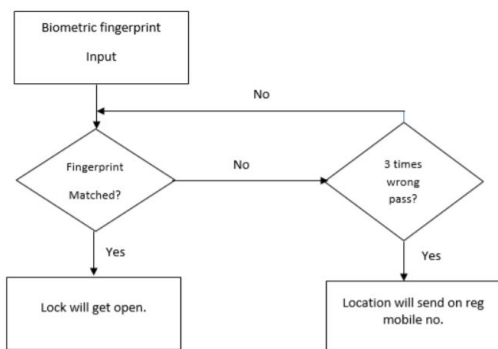 Biometric fingerprint
Input
No
Fingerprint
Matched?
No
3 times
wrong
pass?
Yes
Yes
Lock will get open.
Location will send on reg
mobile no.